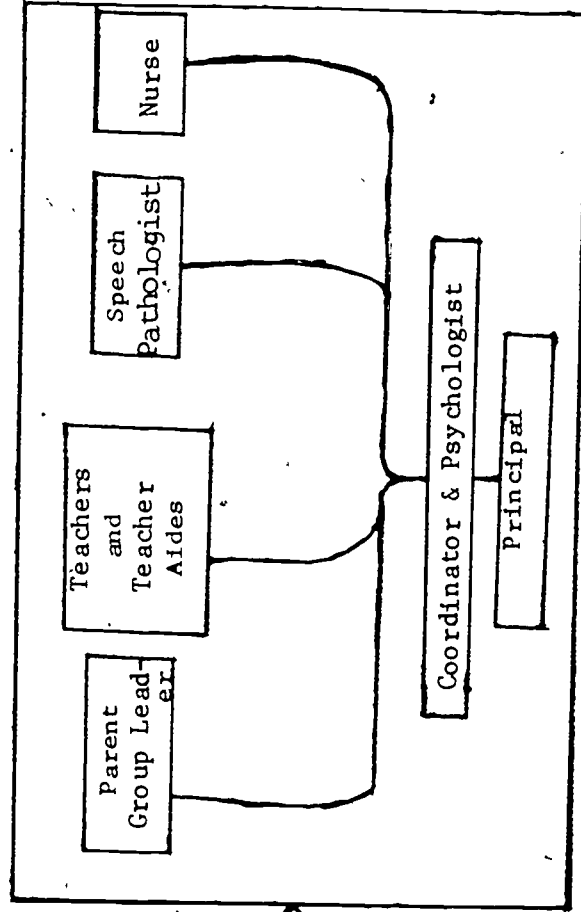 Parent
Group Lead-
er
Teachers
and
Teacher
Aides
Speech
Pathologist
Nurse
Coordinator & Psychologist
Principal